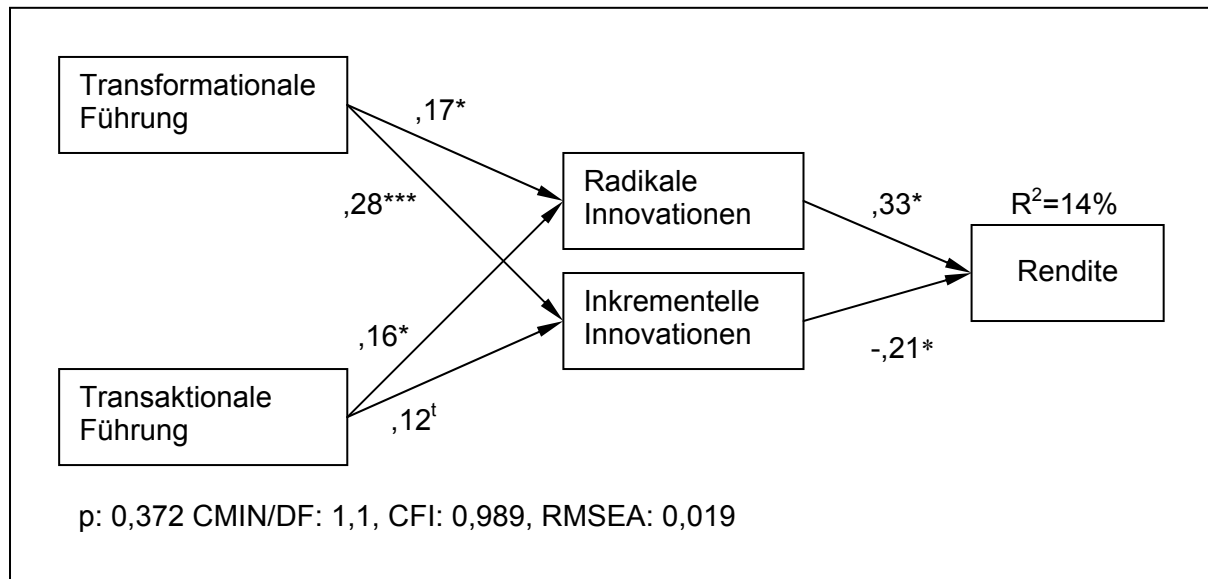 Transformationale
Führung
,17*
,28***
Radikale
Innovationen
,33*
R²=14%
Rendite
Inkrementelle
Innovationen
-,21*
,16*
Transaktionale
Führung
,12ᵗ
p: 0,372 CMIN/DF: 1,1, CFI: 0,989, RMSEA: 0,019